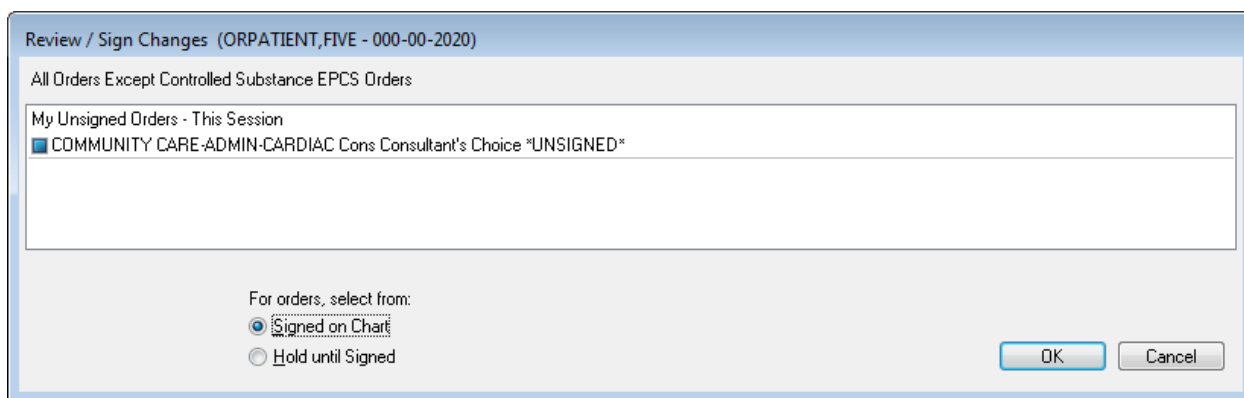 Review / Sign Changes (ORPATIENT,FIVE - 000-00-2020)
All Orders Except Controlled Substance EPCS Orders
My Unsigned Orders - This Session
COMMUNITY CARE-ADMIN-CARDIAC Cons Consultant's Choice *UNSIGNED*
For orders, select from:
Signed on Chart
Hold until Signed
OK Cancel